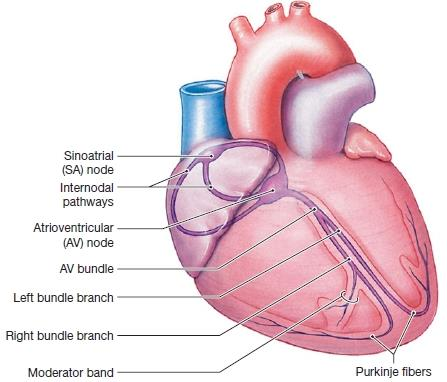 Sinoatrial
(SA) node
Internodal
pathways
Atrioventricular
(AV) node
AV bundle
Left bundle branch
Right bundle branch
Moderator band
Purkinje fibers